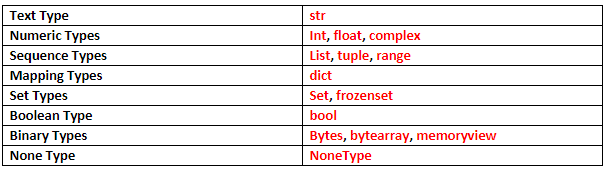 Text Type str
Numeric Types Int, float, complex
Sequence Types List, tuple, range
Mapping Types dict
Set Types Set, frozenset
Boolean Type bool
Binary Types Bytes, bytearray, memoryview
None Type NoneType